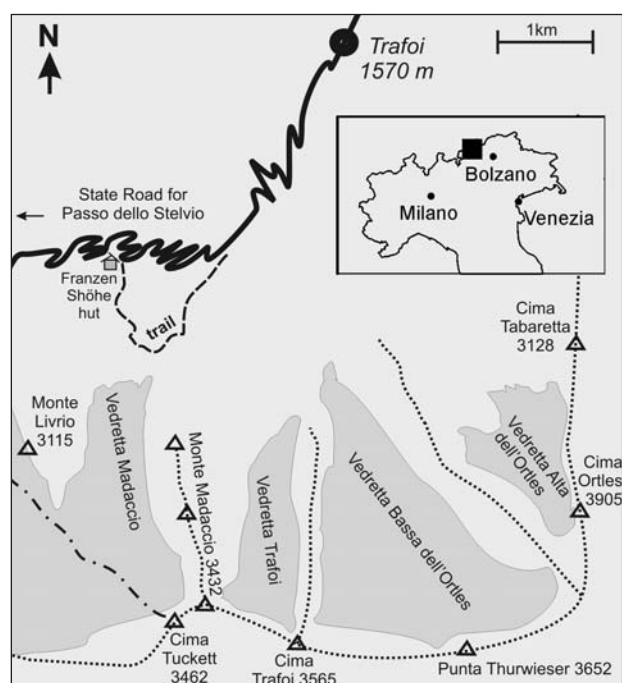 N
Trafoi
1570 m
1km
Bolzano
Milano
Venezia
State Road for
Passo dello Stelvio
Franzen
Shöhe
hut
trail
Cima
Tabaretta
3128
Monte
Livrio
3115
Vedretta Madaccio
Monte Madaccio 3432
Vedretta Trafoi
Vedretta Bassa dell'Ortles
Vedretta Alta
dell'Ortles
Cima
Ortles
3905
Cima
Tuckett
3462
Cima
Trafoi 3565
Punta Thurwieser 3652